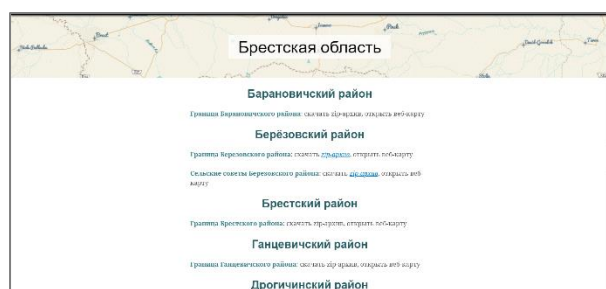 Брестская область
Барановичский район
Граница Барановичского района: скачать zip-архив, открыть веб-карту
Берёзовский район
Граница Березовского района: скачать zip-архив, открыть веб-карту
Сельские советы Березовского района: скачать zip-архив, открыть веб-
карту
Брестский район
Граница Брестского района: скачать zip-архив, открыть веб-карту
Ганцевичский район
Граница Ганцевичского района: скачать zip-архив, открыть веб-карту
Дрогичинский район